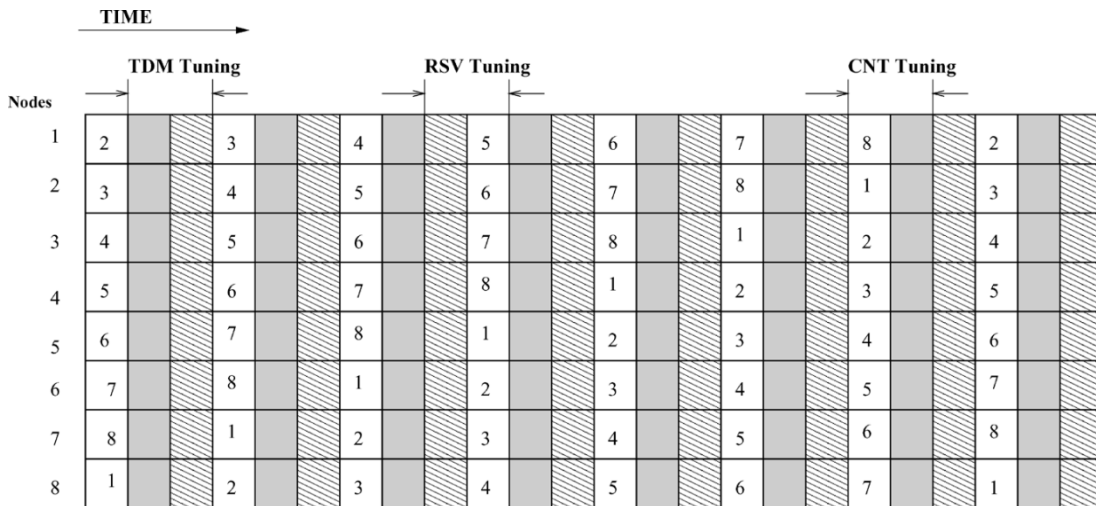 TIME
TDM Tuning RSV Tuning CNT Tuning
Nodes
1 2 3 4 5 6 7 8 2
2 3 4 5 6 7 8 1 3
3 4 5 6 7 8 1 2 4
4 5 6 7 8 1 2 3 5
5 6 7 8 1 2 3 4 6
6 7 8 1 2 3 4 5 7
7 8 1 2 3 4 5 6 8
8 1 2 3 4 5 6 7 1